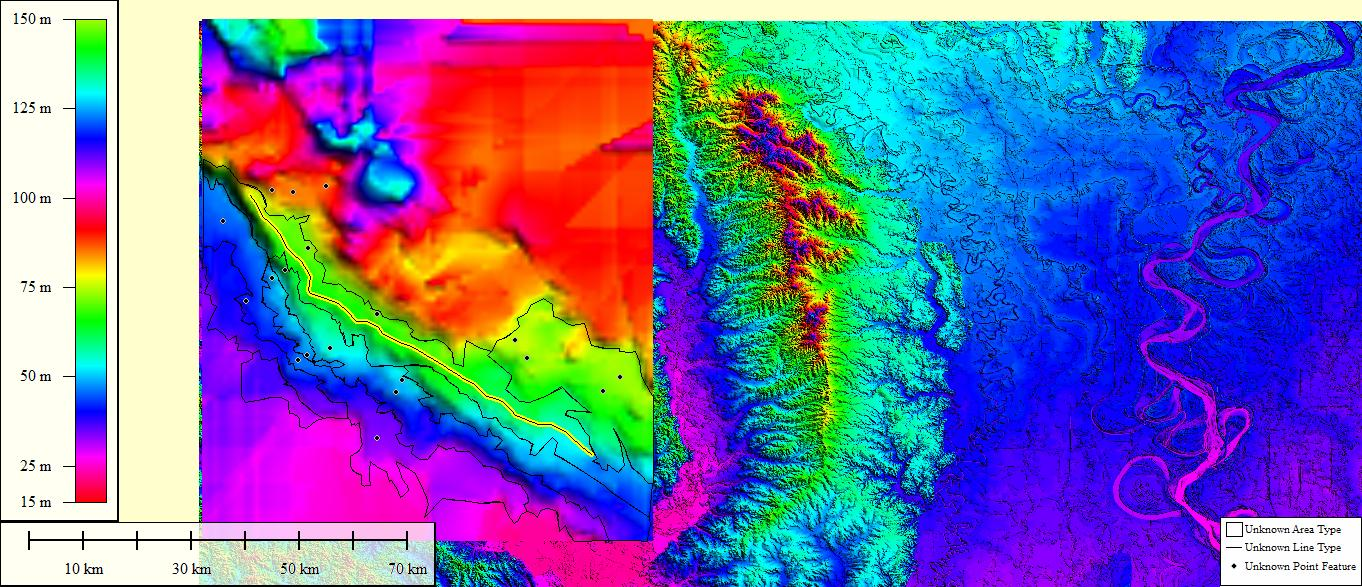 150 m
125 m
100 m
75 m
50 m
25 m
15 m
10 km 30 km 50 km 70 km
Unknown Area Type
Unknown Line Type
Unknown Point Feature